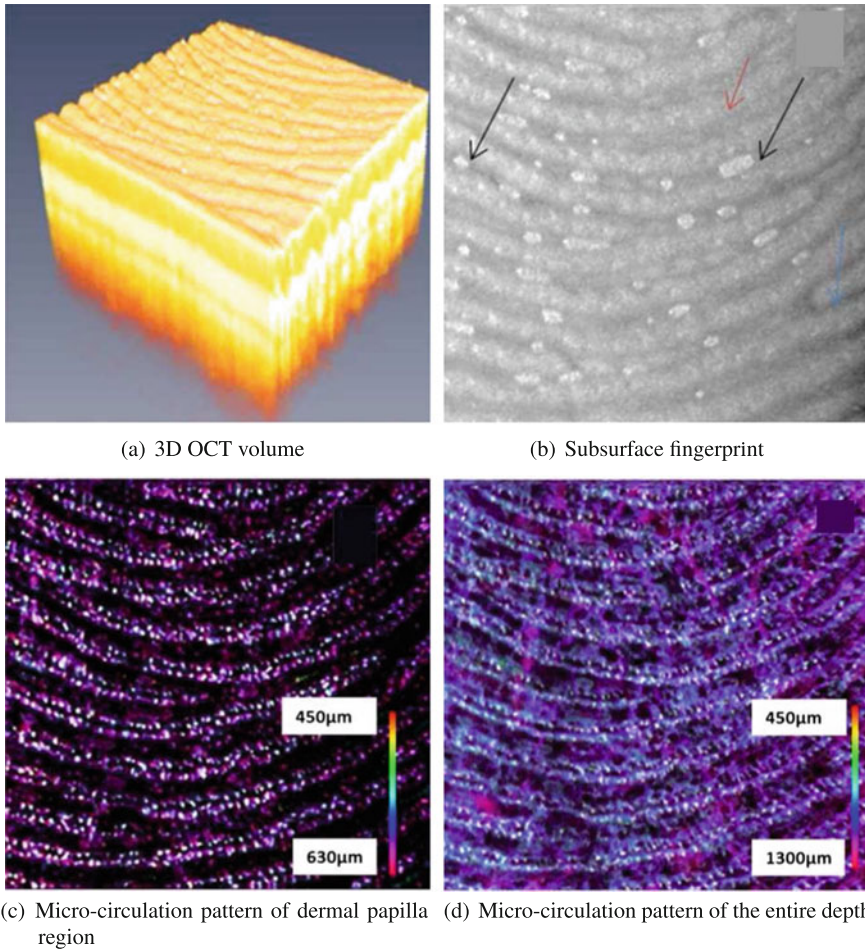 (a) 3D OCT volume
(b) Subsurface fingerprint
450µm
630µm
450µm
1300µm
(c) Micro-circulation pattern of dermal papilla
region
(d) Micro-circulation pattern of the entire depth